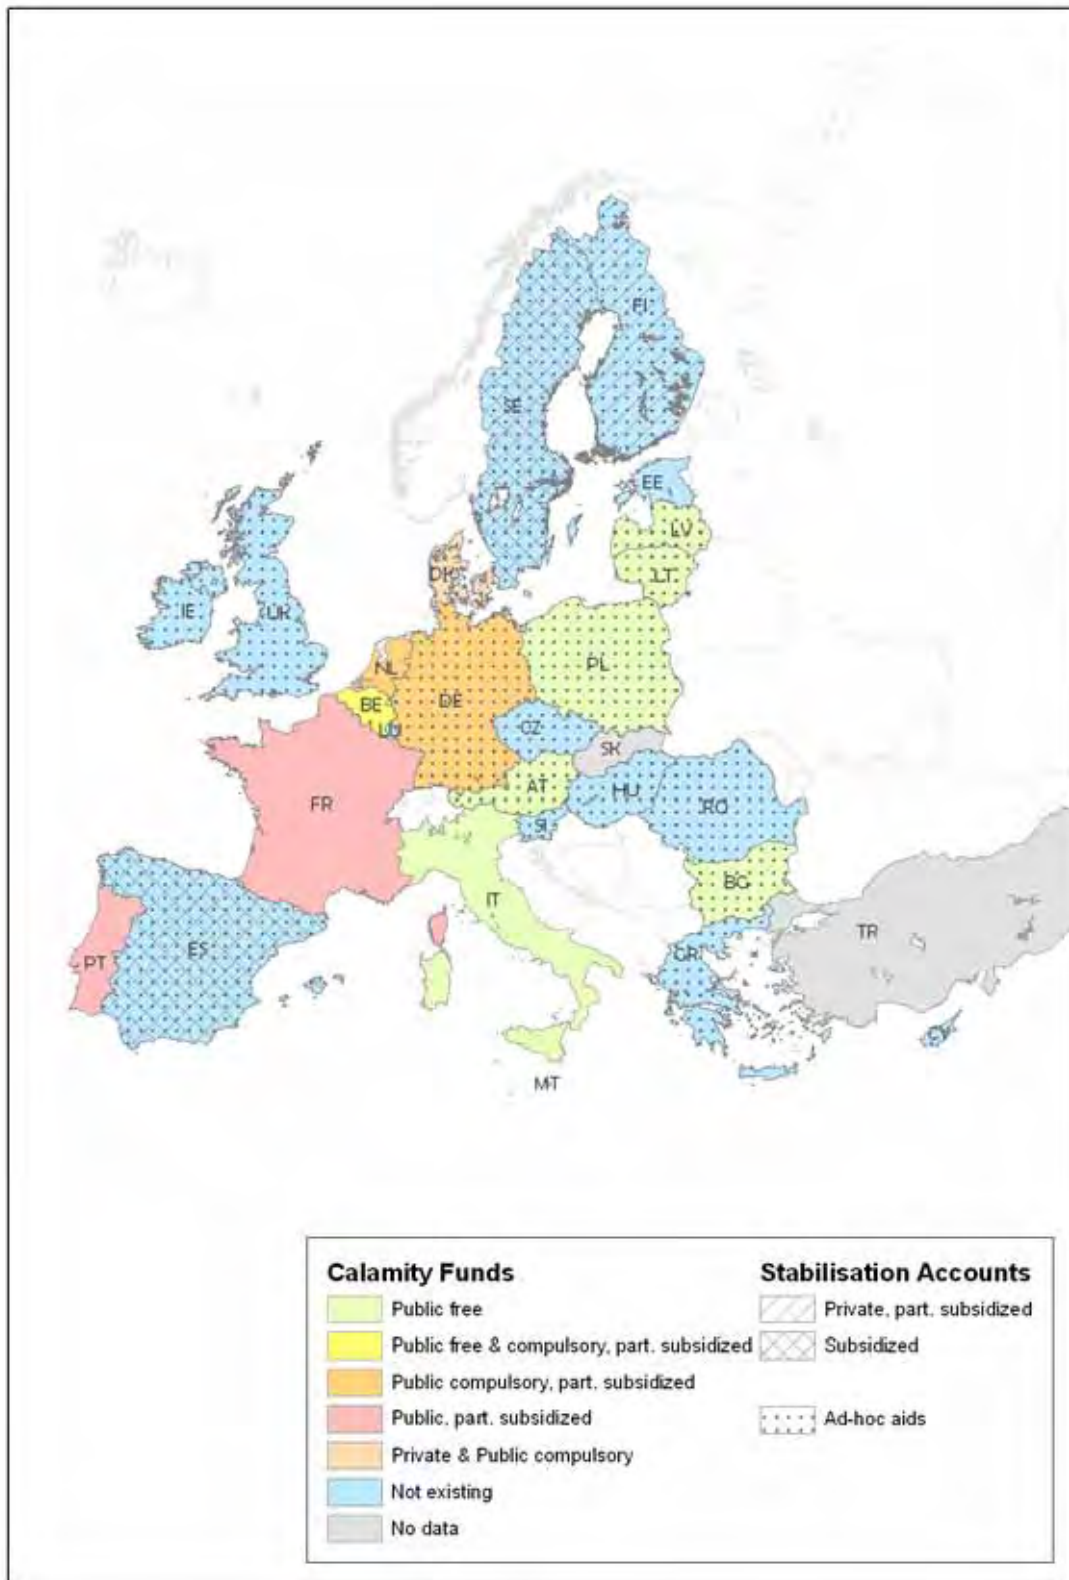 FI
SE
EE
LV
LT
DK
IE
UK
PL
NL
DE
BE
LU
CZ
SK
AT
HU
RO
FR
SI
BG
IT
TR
ES
PT
GR
MT
Calamity Funds
Public free
Public free & compulsory, part. subsidized
Public compulsory, part. subsidized
Public, part. subsidized
Private & Public compulsory
Not existing
No data
Stabilisation Accounts
Private, part. subsidized
Subsidized
Ad-hoc aids